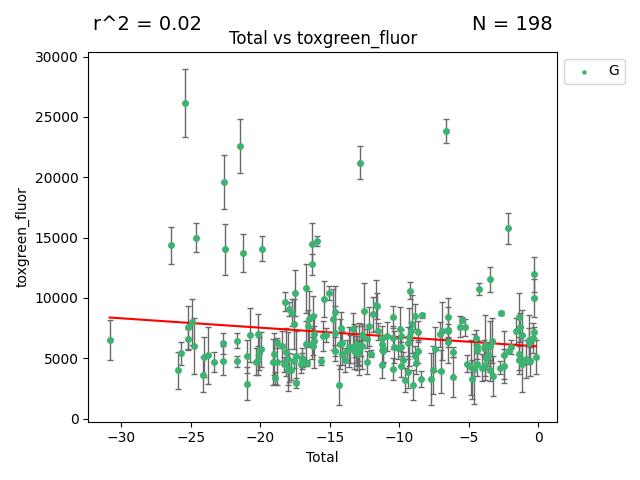 r^2 = 0.02
N = 198
Total vs toxgreen_fluor
G
30000
25000
20000
15000
10000
5000
0
toxgreen_fluor
−30 −25 −20 −15 −10 −5 0
Total